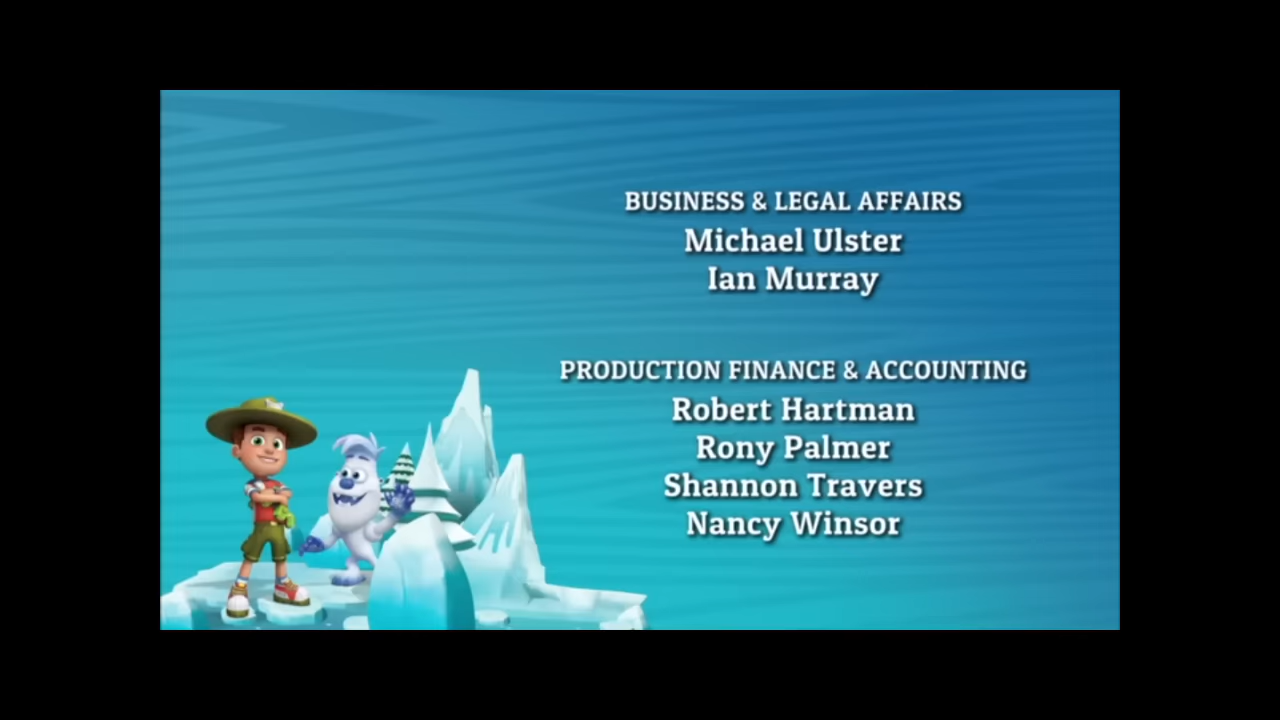 BUSINESS & LEGAL AFFAIRS
Michael Ulster
Ian Murray
PRODUCTION FINANCE & ACCOUNTING
Robert Hartman
Rony Palmer
Shannon Travers
Nancy Winsor